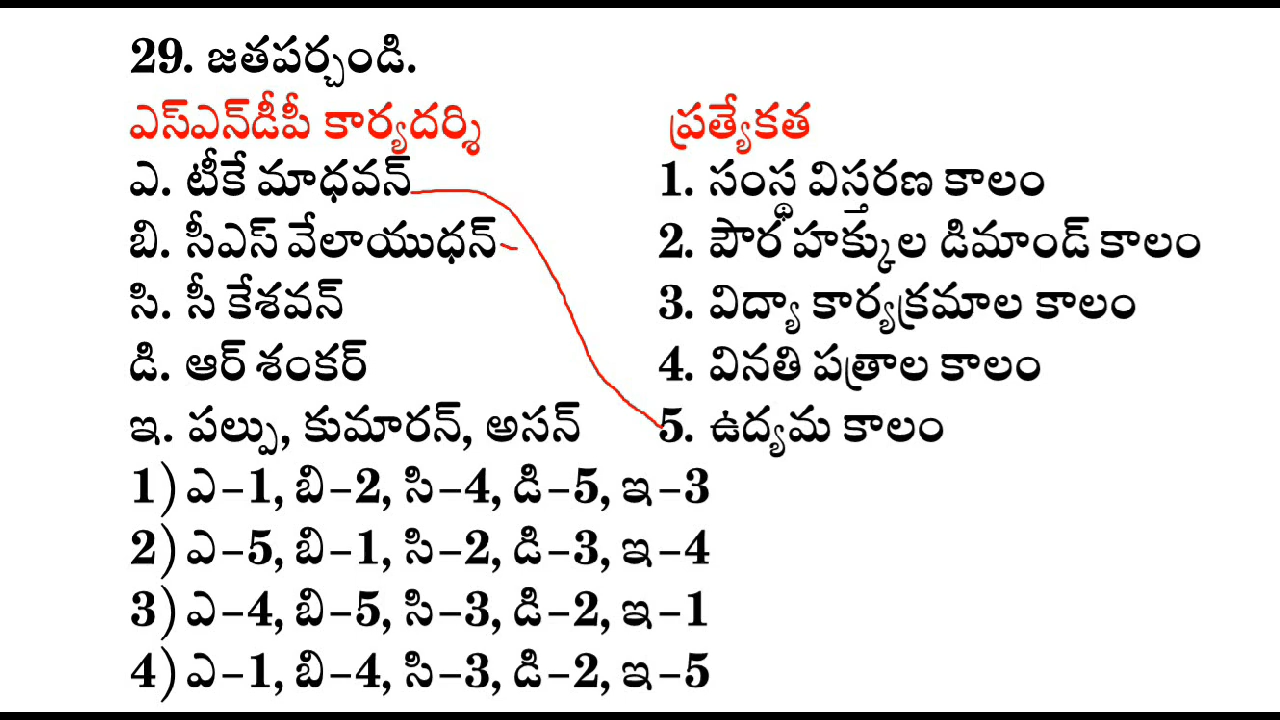 29. జతపర్చండి.
ఎస్ఎన్‌డీపీ కార్యదర్శి ప్రత్యేకత
ఎ. టీకే మాధవన్ 1. సంస్థ విస్తరణ కాలం
బి. సీఎస్ వేలాయుధన్ 2. పౌర హక్కుల డిమాండ్ కాలం
సి. సీ కేశవన్ 3. విద్యా కార్యక్రమాల కాలం
డి. ఆర్ శంకర్ 4. వినతి పత్రాల కాలం
ఇ. పల్పు, కుమారన్, అసన్ 5. ఉద్యమ కాలం
1) ఎ-1, బి-2, సి-4, డి-5, ఇ-3
2) ఎ-5, బి-1, సి-2, డి-3, ఇ-4
3) ఎ-4, బి-5, సి-3, డి-2, ఇ-1
4) ఎ-1, బి-4, సి-3, డి-2, ఇ-5